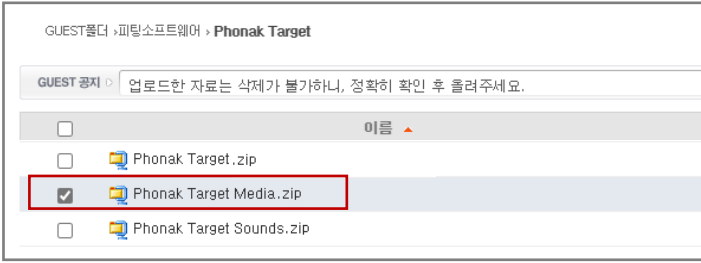 GUEST폴더 ›피팅소프트웨어 › Phonak Target
GUEST 공지 업로드한 자료는 삭제가 불가하니, 정확히 확인 후 올려주세요.
이름 ▲
Phonak Target.zip
Phonak Target Media.zip
Phonak Target Sounds.zip